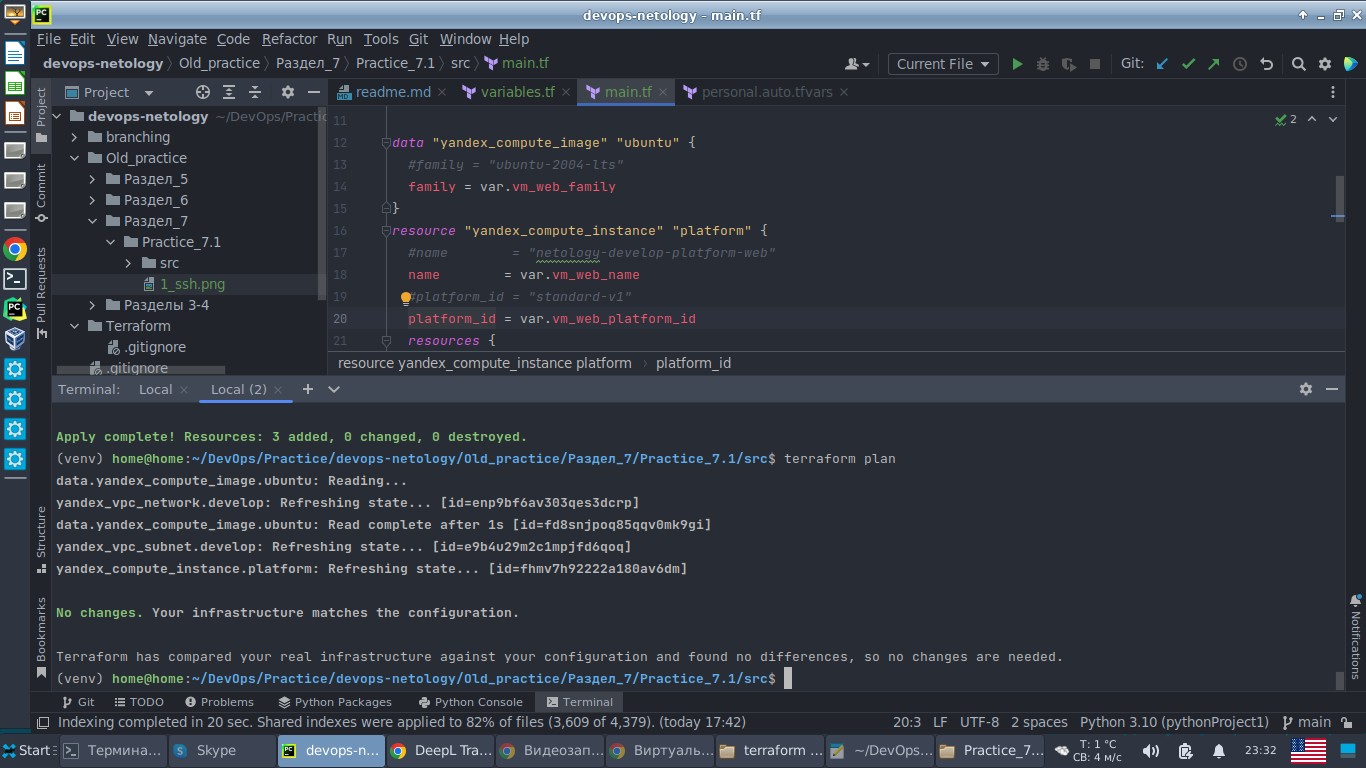 devops-netology – main.tf
File Edit View Navigate Code Refactor Run Tools Git Window Help
devops-netology Old_practice Раздел_7 Practice_7.1 src main.tf Current File Git:
Project readme.md variables.tf main.tf personal.auto.tfvars
devops-netology ~/DevOps/Practic
branching
Old_practice
Раздел_5
Раздел_6
Раздел_7
Practice_7.1
src
1_ssh.png
Разделы 3-4
Terraform
.gitignore
.gitignore
Project
Commit
Pull Requests
Structure
Bookmarks
11
12 data "yandex_compute_image" "ubuntu" {
13 #family = "ubuntu-2004-lts"
14 family = var.vm_web_family
15 }
16 resource "yandex_compute_instance" "platform" {
17 #name = "netology-develop-platform-web"
18 name = var.vm_web_name
19 #platform_id = "standard-v1"
20 platform_id = var.vm_web_platform_id
21 resources {
2
resource yandex_compute_instance platform › platform_id
Terminal: Local Local (2)
Apply complete! Resources: 3 added, 0 changed, 0 destroyed.
(venv) home@home:~/DevOps/Practice/devops-netology/Old_practice/Раздел_7/Practice_7.1/src$ terraform plan
data.yandex_compute_image.ubuntu: Reading...
yandex_vpc_network.develop: Refreshing state... [id=enp9bf6av303qes3dcrp]
data.yandex_compute_image.ubuntu: Read complete after 1s [id=fd8snjpoq85qqv0mk9gi]
yandex_vpc_subnet.develop: Refreshing state... [id=e9b4u29m2c1mpjfd6qoq]
yandex_compute_instance.platform: Refreshing state... [id=fhmv7h92222a180av6dm]
No changes. Your infrastructure matches the configuration.
Terraform has compared your real infrastructure against your configuration and found no differences, so no changes are needed.
(venv) home@home:~/DevOps/Practice/devops-netology/Old_practice/Раздел_7/Practice_7.1/src$
Notifications
Git TODO Problems Python Packages Python Console Terminal
Indexing completed in 20 sec. Shared indexes were applied to 82% of files (3,609 of 4,379). (today 17:42) 20:3 LF UTF-8 2 spaces Python 3.10 (pythonProject1) main
Start Термина... Skype devops-n... DeepL Tra... Видеозап... Виртуаль... terraform ... ~/DevOps... Practice_7... T: 1 °C 23:32
СВ: 4 м/с